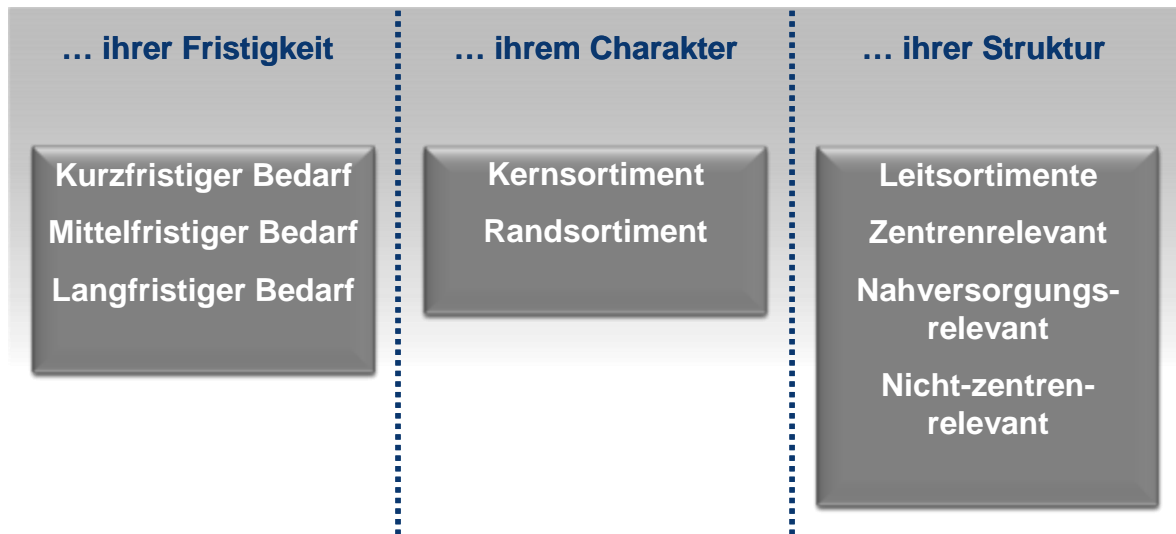 … ihrer Fristigkeit
Kurzfristiger Bedarf
Mittelfristiger Bedarf
Langfristiger Bedarf
… ihrem Charakter
Kernsortiment
Randsortiment
… ihrer Struktur
Leitsortimente
Zentrenrelevant
Nahversorgungs-
relevant
Nicht-zentren-
relevant